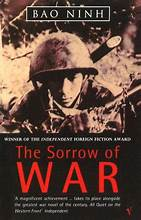 BAO NINH
WINNER OF THE INDEPENDENT FOREIGN FICTION AWARD
The Sorrow of
WAR
'A magnificent achievement ... takes its place alongside
the greatest war novel of the century, All Quiet on the
Western Front' Independent